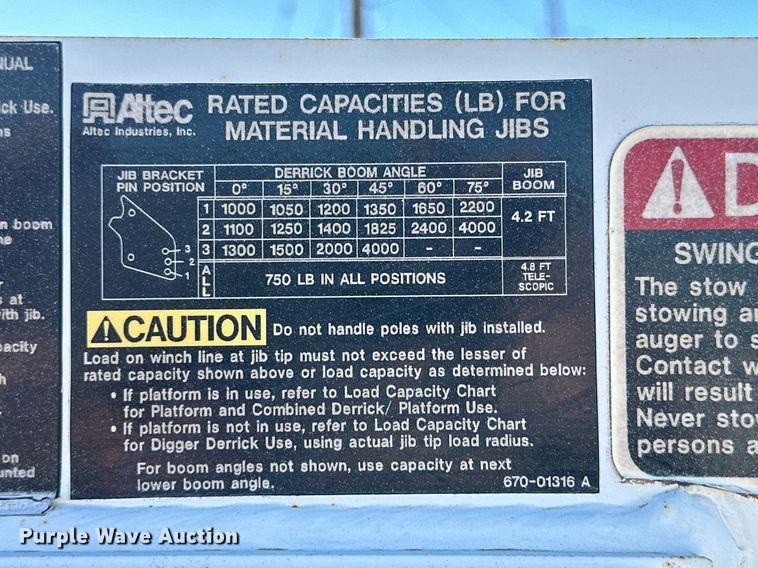 NUAL
ick Use.
ns
n boom
ne
s at
ith jib.
pacity
h
on
unted
Altec
Altec Industries, Inc.
RATED CAPACITIES (LB) FOR
MATERIAL HANDLING JIBS
JIB BRACKET
PIN POSITION
DERRICK BOOM ANGLE
JIB
BOOM
0° 15° 30° 45° 60° 75°
1 1000 1050 1200 1350 1650 2200
2 1100 1250 1400 1825 2400 4000
3 1300 1500 2000 4000 - -
4.2 FT
3
2
1
ALL
750 LB IN ALL POSITIONS
4.8 FT
TELE-
SCOPIC
CAUTION Do not handle poles with jib installed.
Load on winch line at jib tip must not exceed the lesser of
rated capacity shown above or load capacity as determined below:
• If platform is in use, refer to Load Capacity Chart
for Platform and Combined Derrick/ Platform Use.
• If platform is not in use, refer to Load Capacity Chart
for Digger Derrick Use, using actual jib tip load radius.
For boom angles not shown, use capacity at next
lower boom angle.
670-01316 A
D
SWING
The stow
stowing an
auger to s
Contact w
will result
Never stow
persons a
Purple Wave Auction